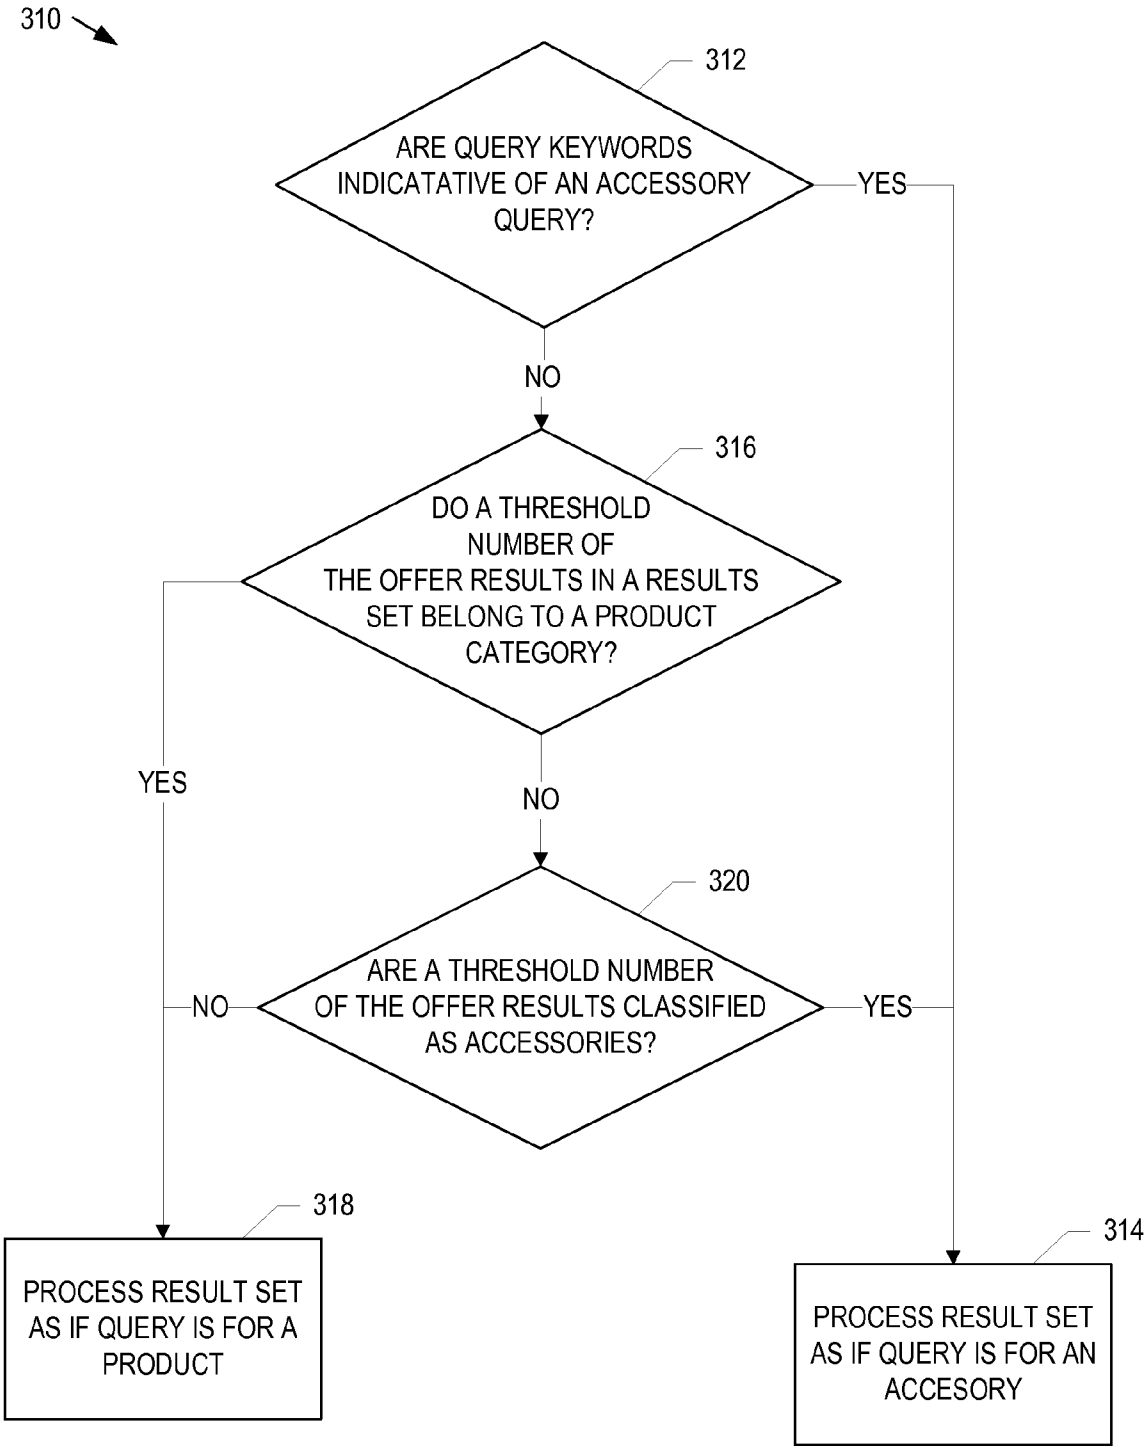 310
312
ARE QUERY KEYWORDS
INDICATATIVE OF AN ACCESSORY
QUERY?
YES
NO
316
DO A THRESHOLD
NUMBER OF
THE OFFER RESULTS IN A RESULTS
SET BELONG TO A PRODUCT
CATEGORY?
YES
NO
320
ARE A THRESHOLD NUMBER
OF THE OFFER RESULTS CLASSIFIED
AS ACCESSORIES?
NO
YES
318
PROCESS RESULT SET
AS IF QUERY IS FOR A
PRODUCT
314
PROCESS RESULT SET
AS IF QUERY IS FOR AN
ACCESORY